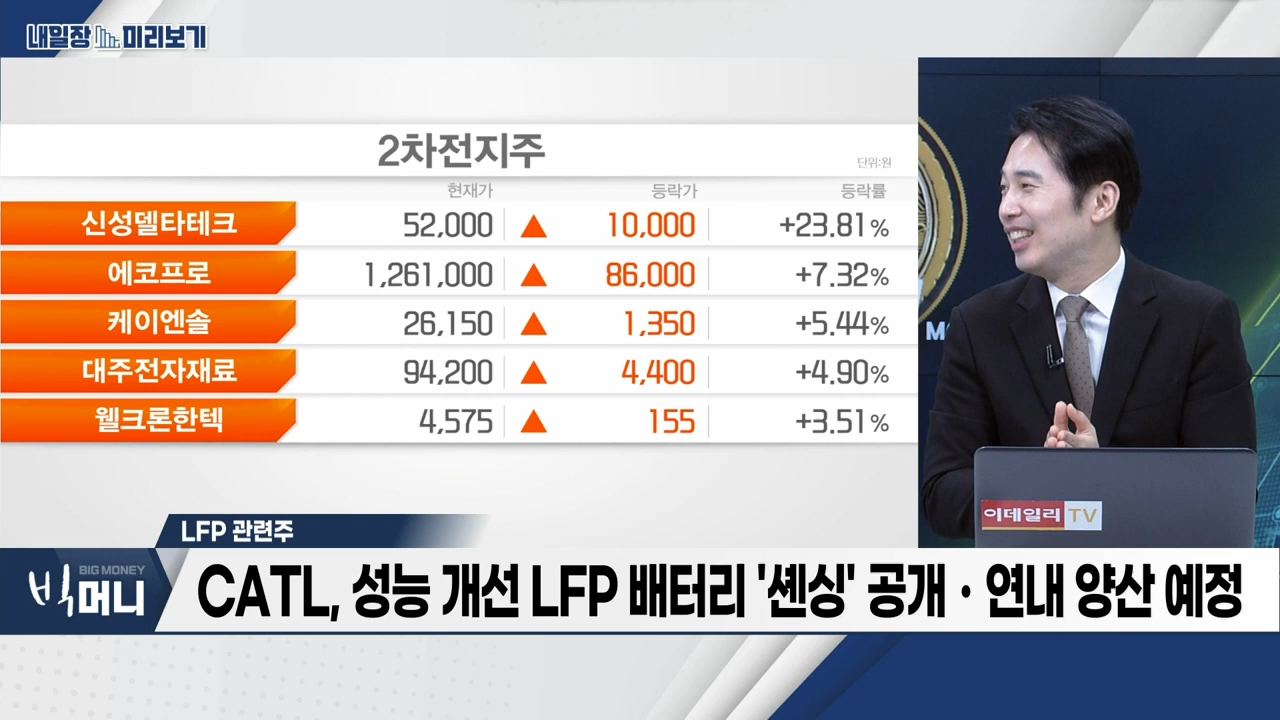 내일장 미리보기
2차전지주
단위:원
현재가 등락가 등락률
신성델타테크 52,000 ▲ 10,000 +23.81%
에코프로 1,261,000 ▲ 86,000 +7.32%
케이엔솔 26,150 ▲ 1,350 +5.44%
대주전자재료 94,200 ▲ 4,400 +4.90%
웰크론한텍 4,575 ▲ 155 +3.51%
M
이데일리 TV
LFP 관련주
BIG MONEY
빅머니
CATL, 성능 개선 LFP 배터리 '셴싱' 공개·연내 양산 예정